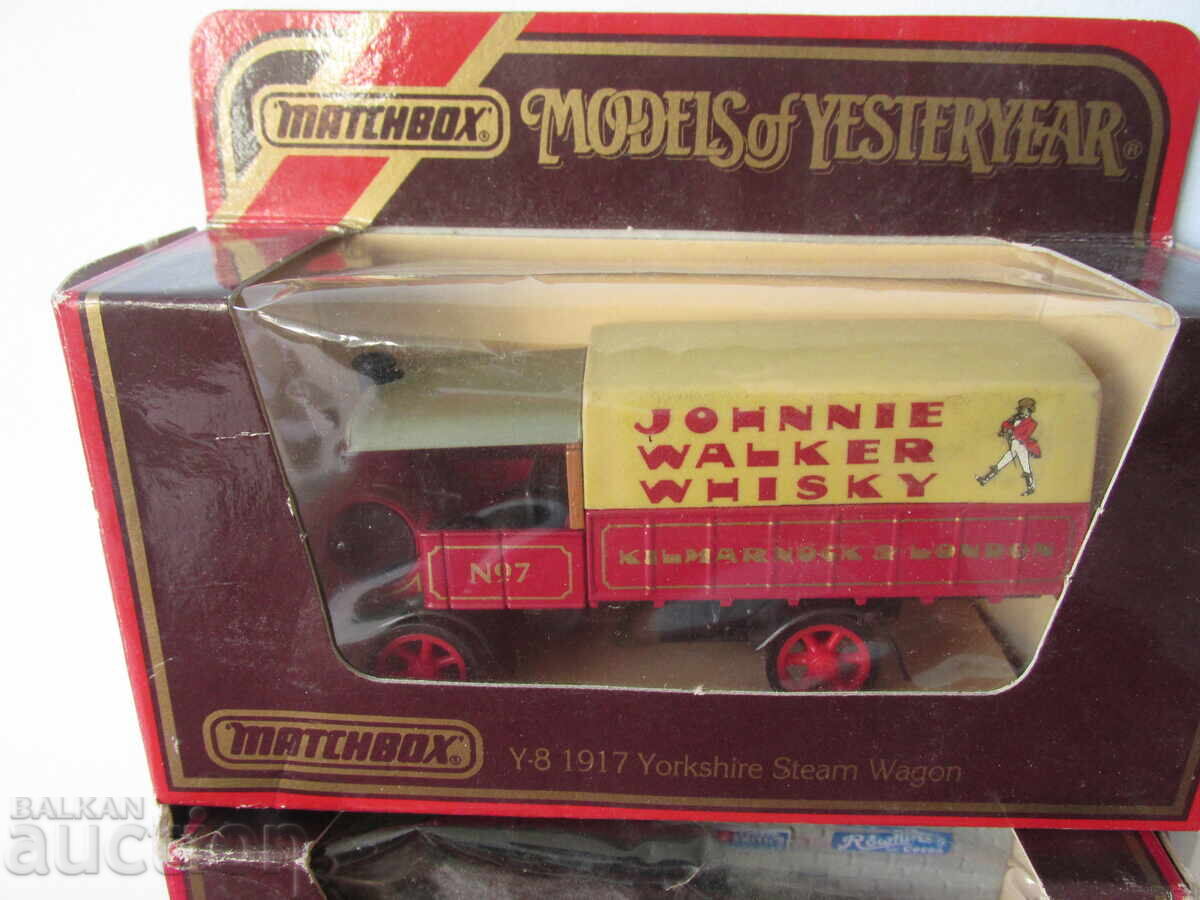 MATCHBOX®
MODELS of YESTERYEAR®
JOHNNIE
WALKER
WHISKY
KILMARNOCK & LONDON
Nº7
MATCHBOX®
Y-8 1917 Yorkshire Steam Wagon
BALKAN
auction